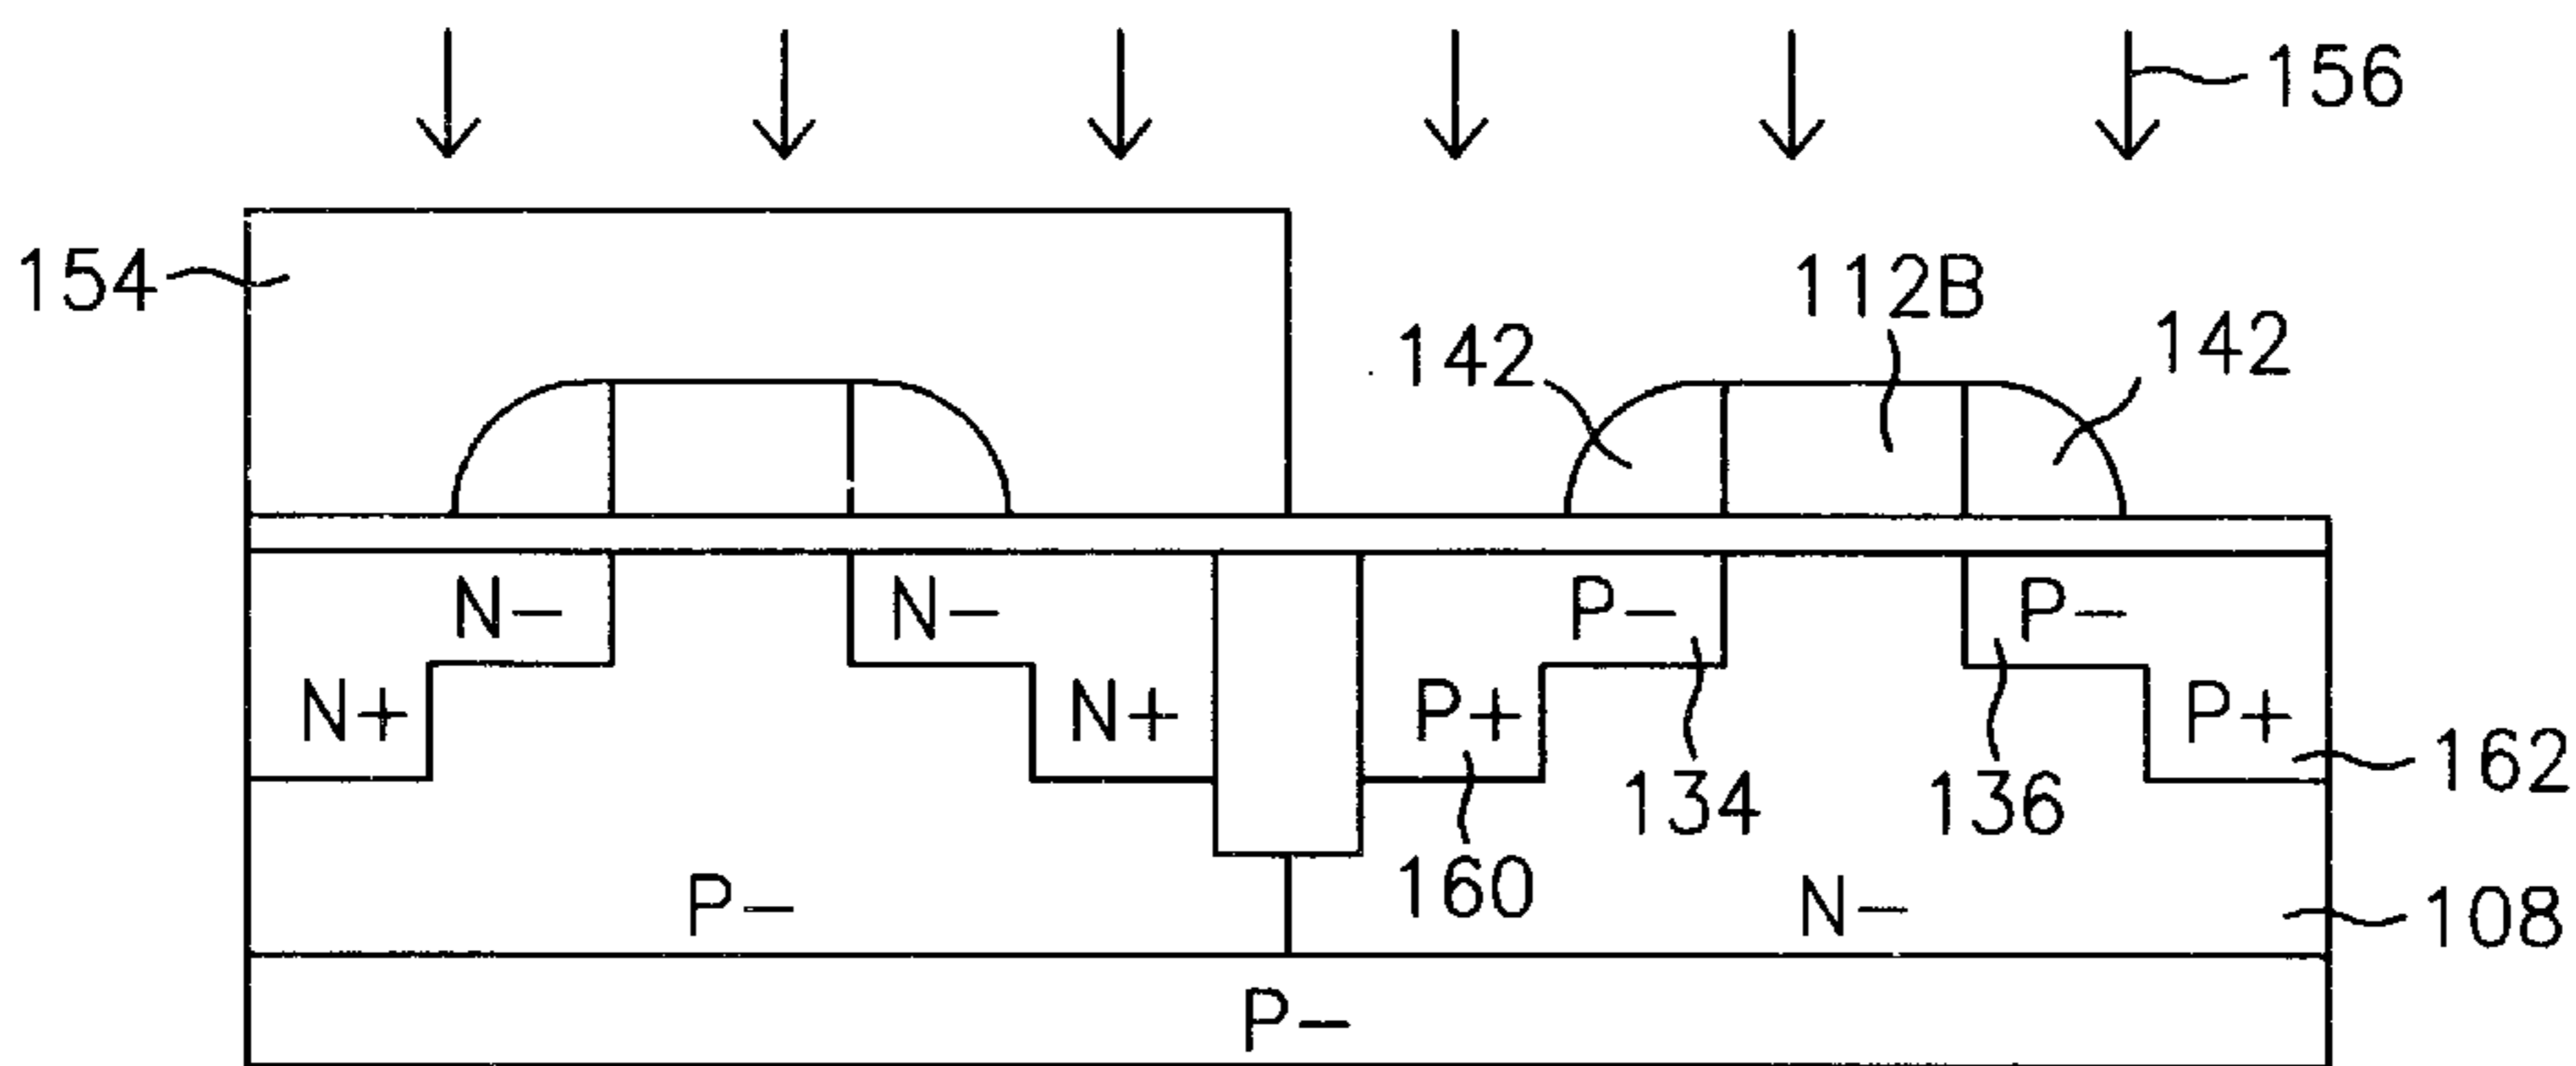 156
154
112B
142
142
N-
N-
P-
P-
N+
N+
P+
P+
134
136
162
160
P-
N-
108
P-